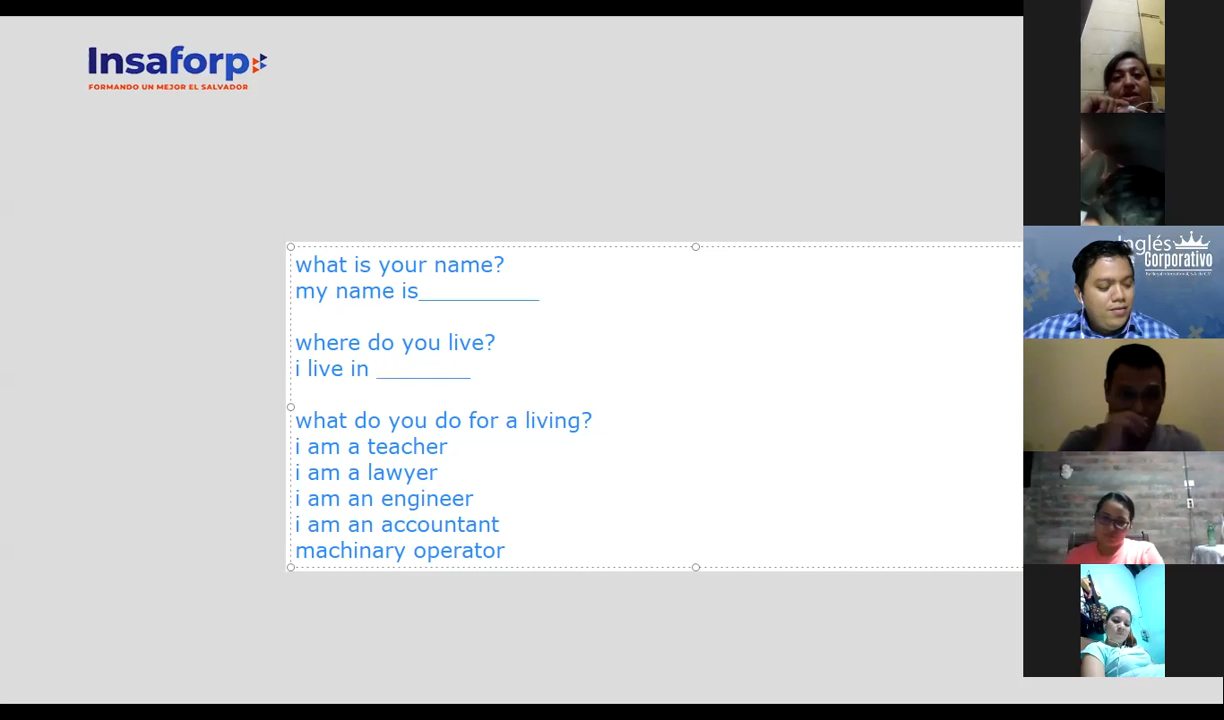 Insaforp
FORMANDO UN MEJOR EL SALVADOR
what is your name?
my name is__________
where do you live?
i live in ________
what do you do for a living?
i am a teacher
i am a lawyer
i am an engineer
i am an accountant
machinary operator
Inglés
Corporativo